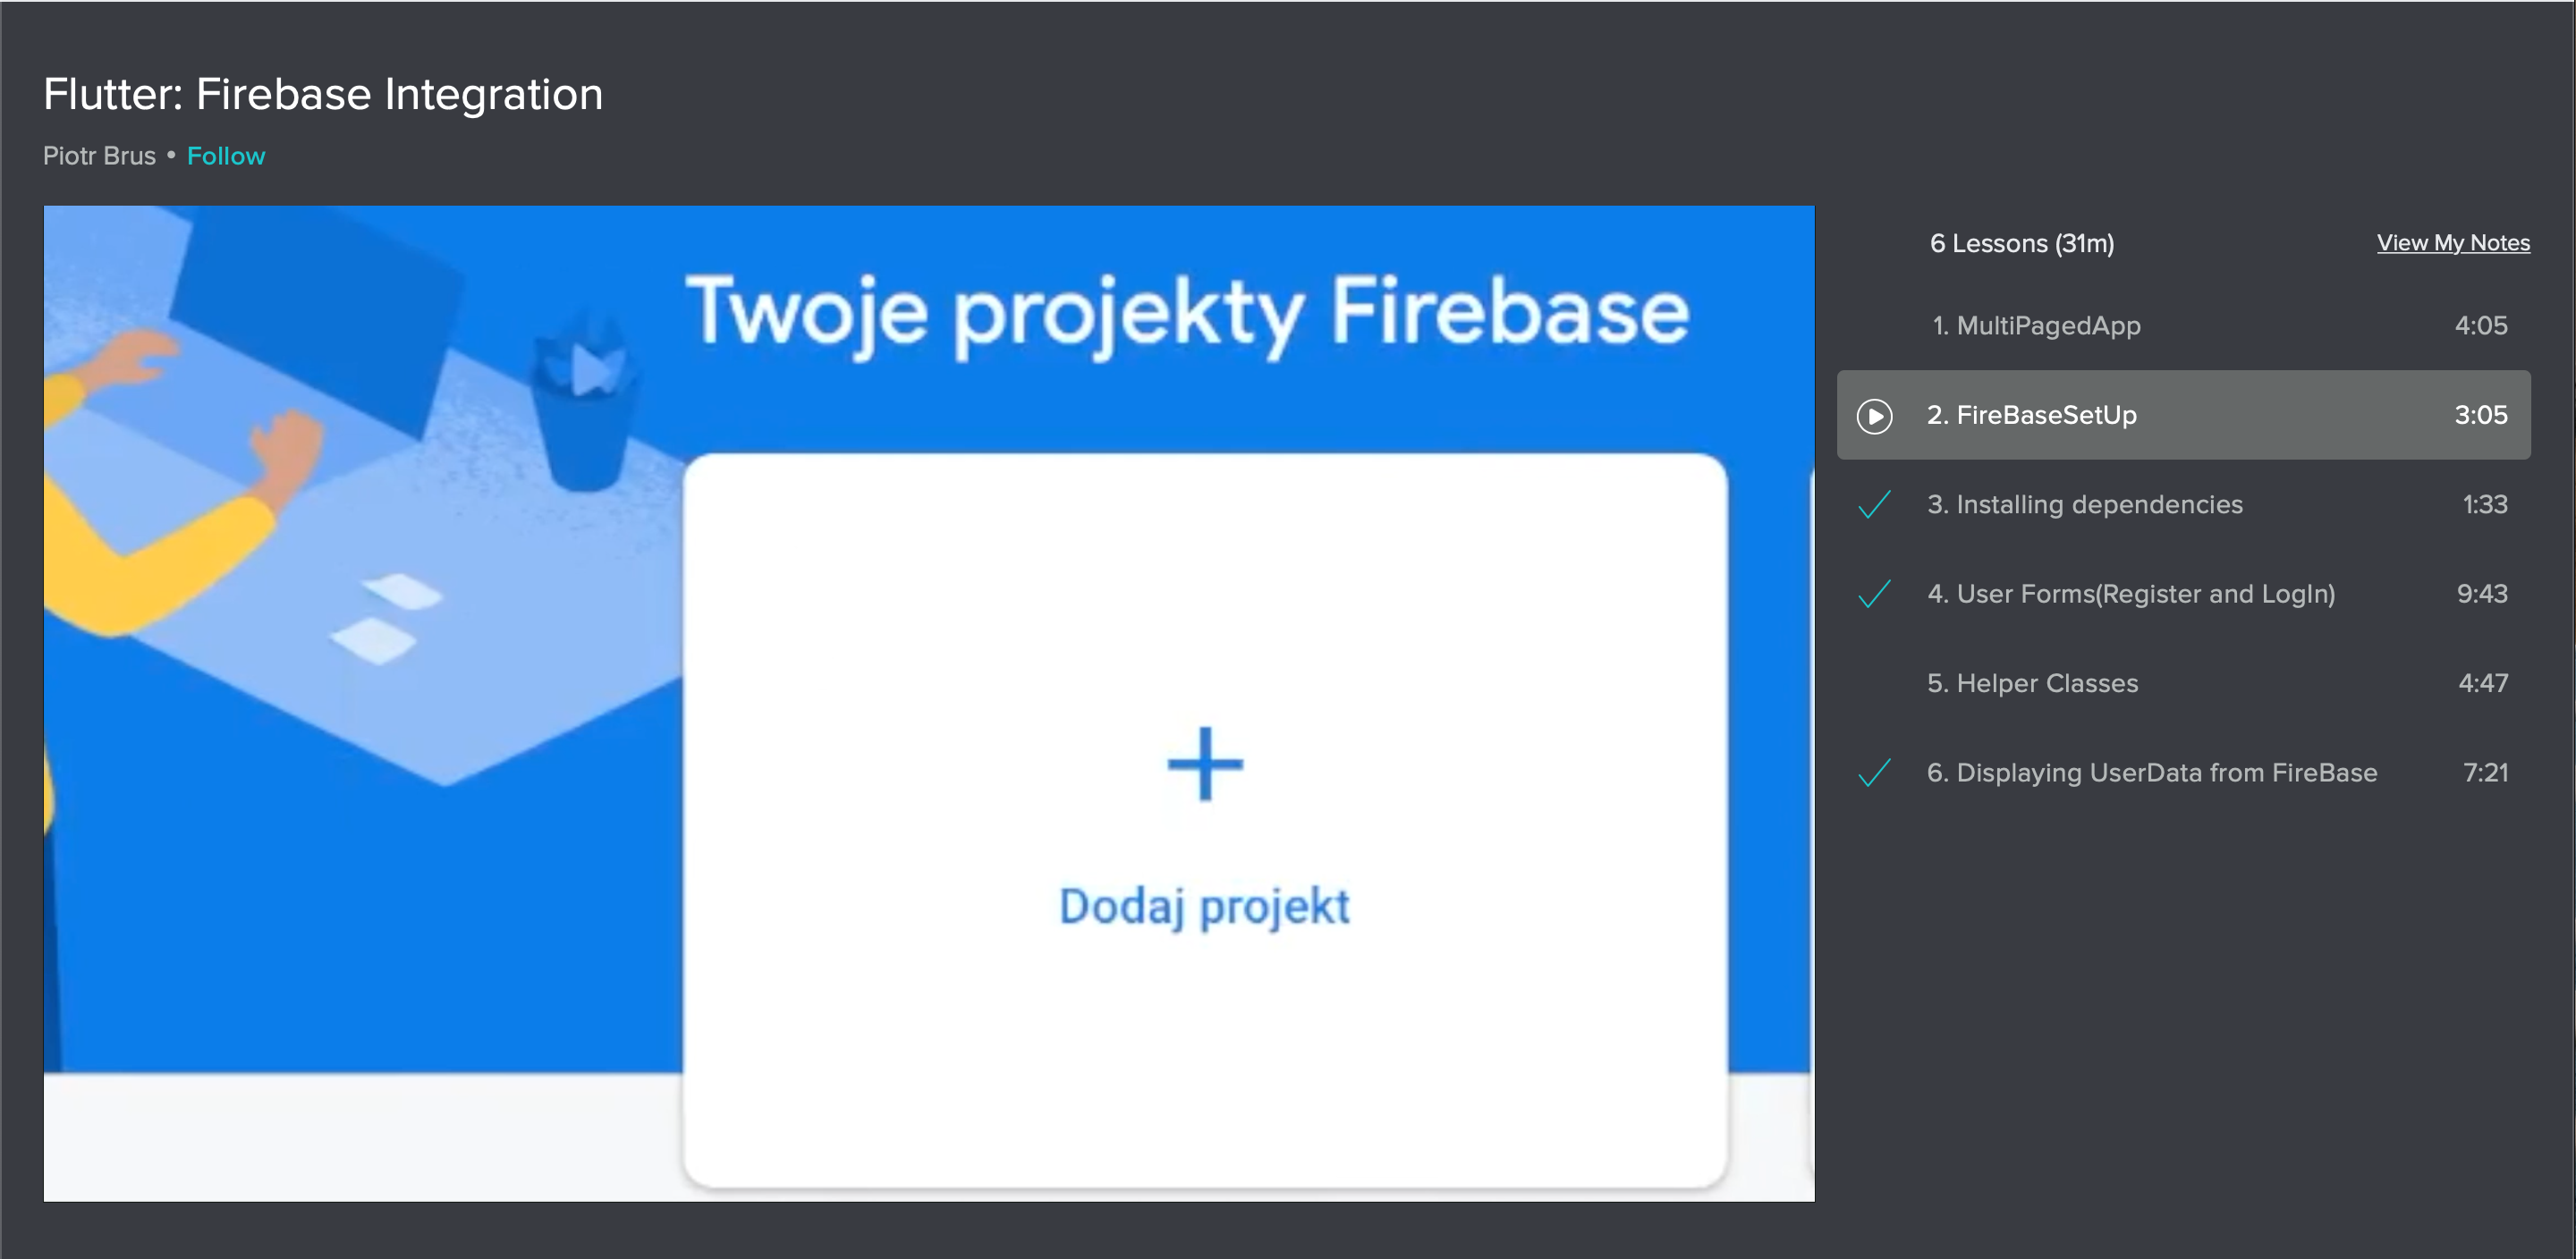 Flutter: Firebase Integration
Piotr Brus • Follow
Twoje projekty Firebase
Dodaj projekt
6 Lessons (31m) View My Notes
1. MultiPagedApp 4:05
2. FireBaseSetUp 3:05
3. Installing dependencies 1:33
4. User Forms(Register and LogIn) 9:43
5. Helper Classes 4:47
6. Displaying UserData from FireBase 7:21